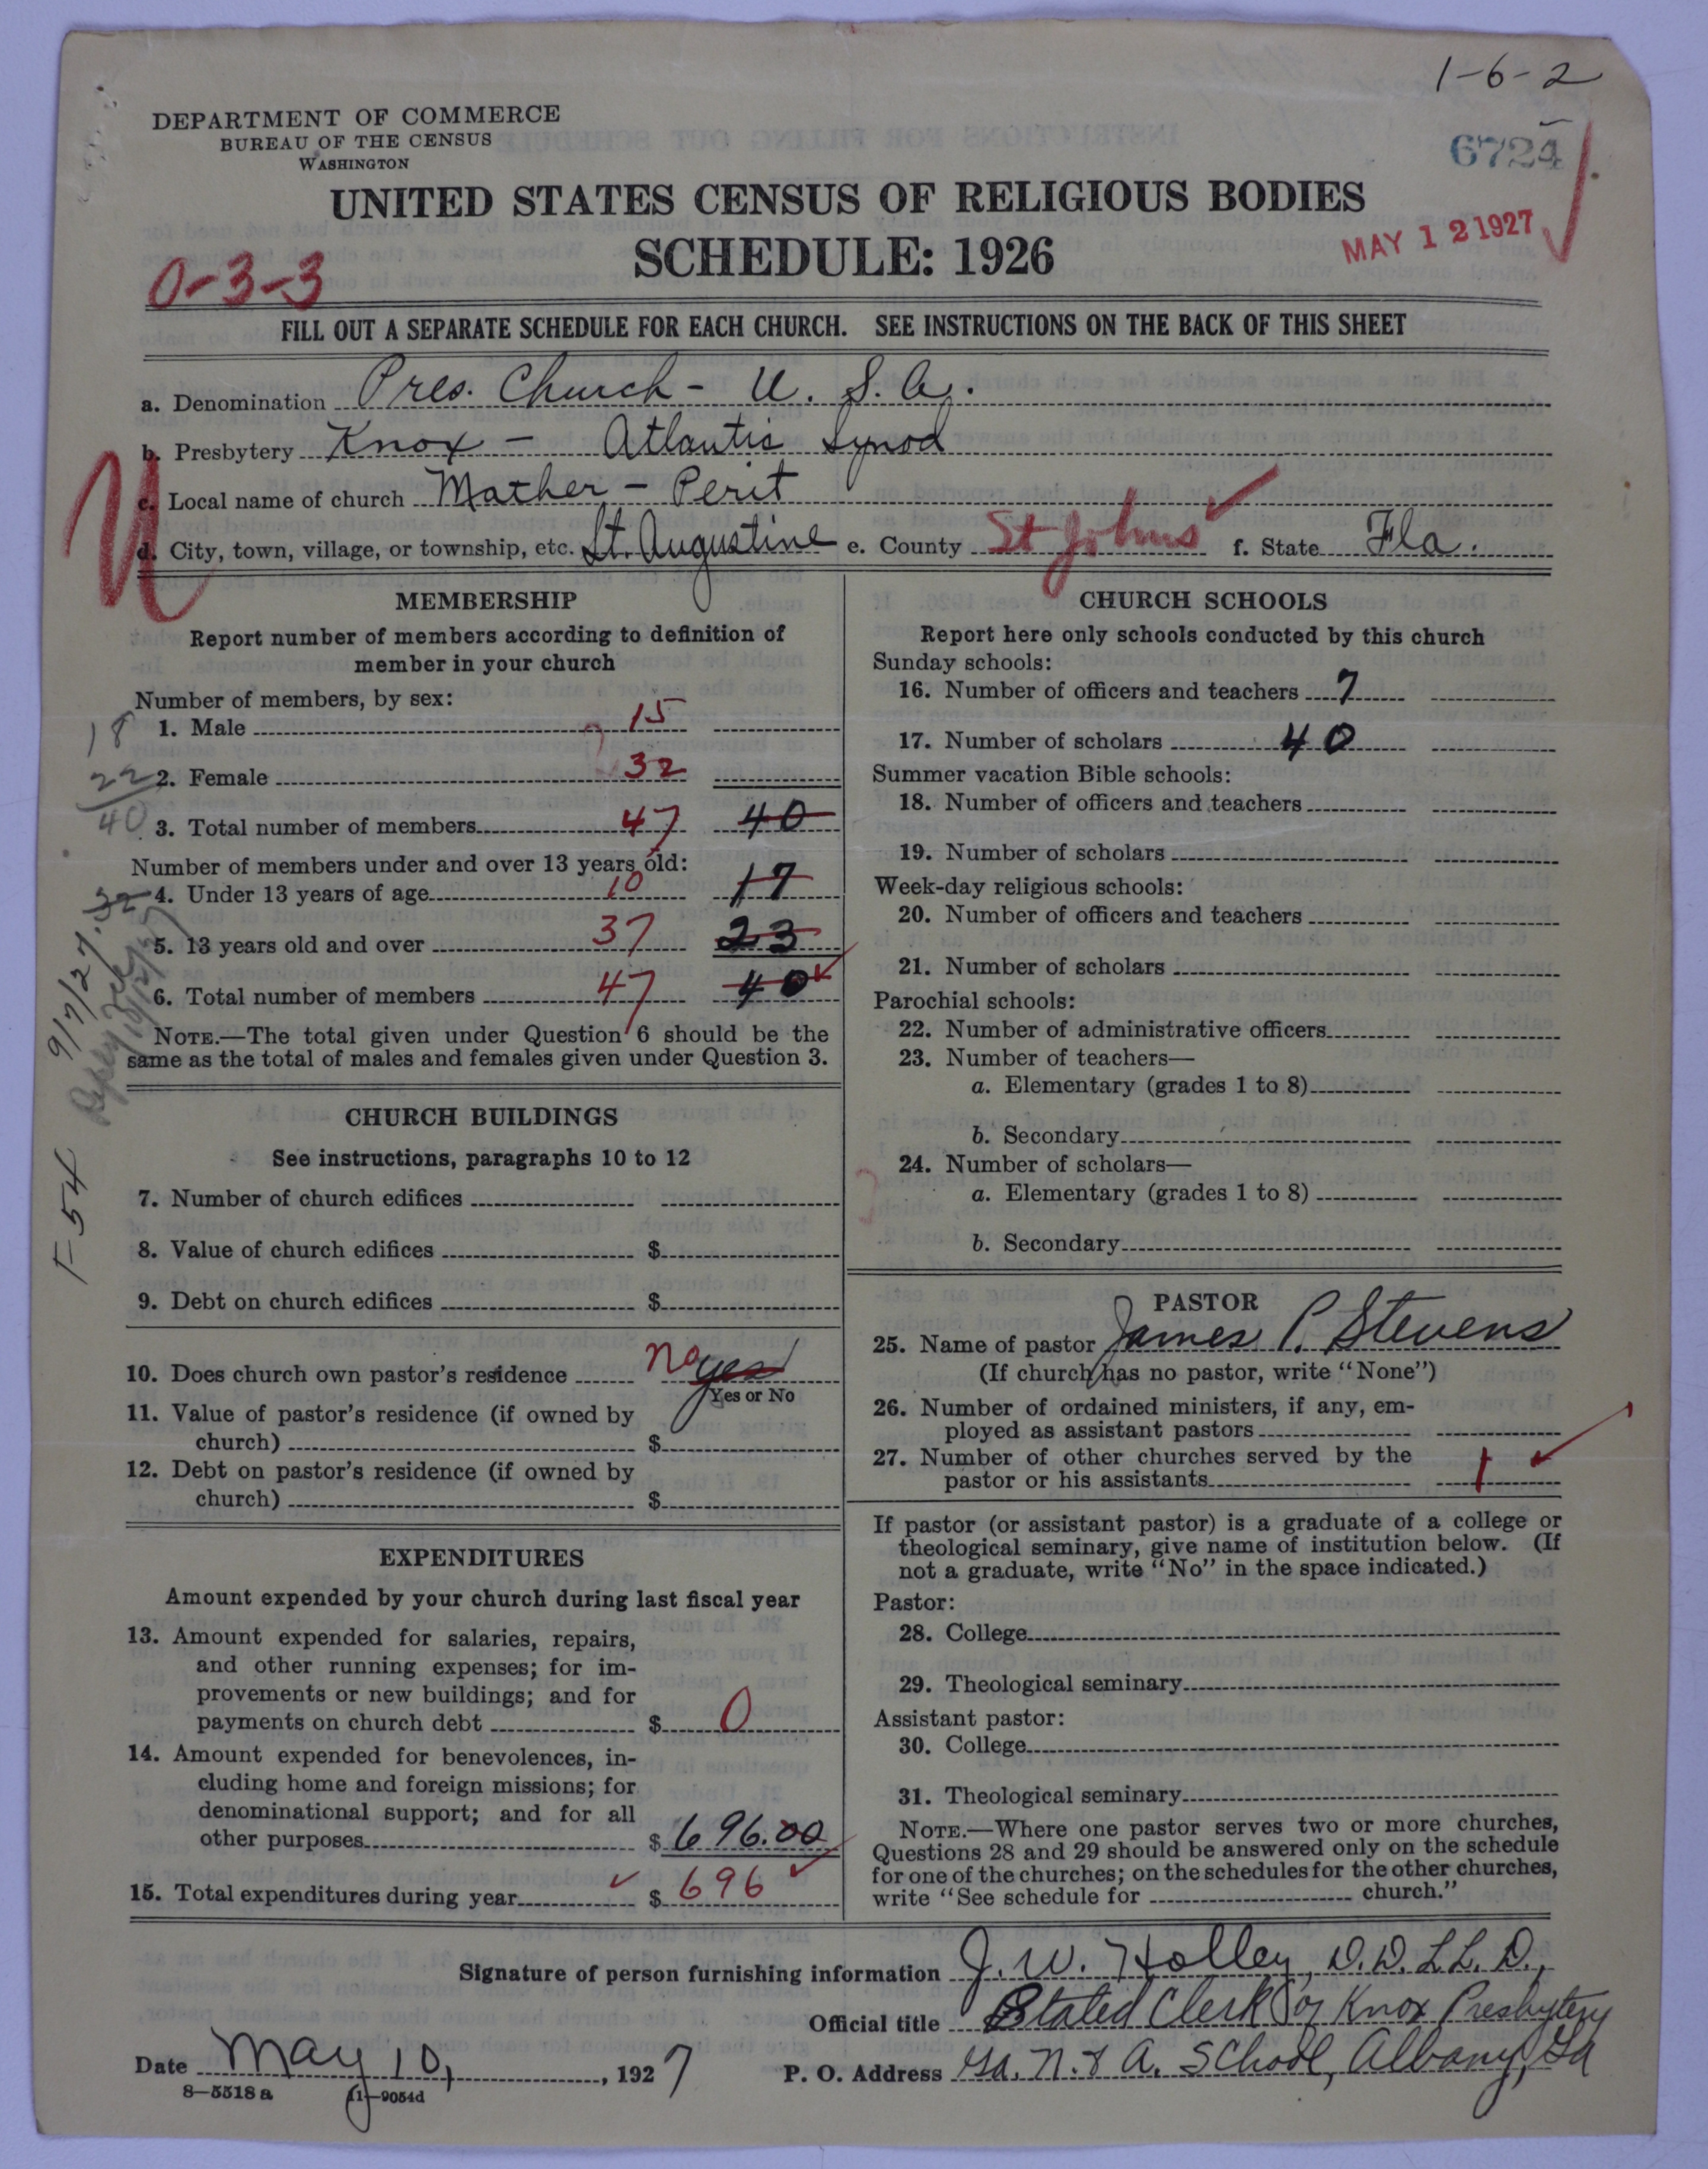 1-6-2
DEPARTMENT OF COMMERCE
BUREAU OF THE CENSUS
WASHINGTON
6724
UNITED STATES CENSUS OF RELIGIOUS BODIES
SCHEDULE: 1926
MAY 12 1927
0-3-3
FILL OUT A SEPARATE SCHEDULE FOR EACH CHURCH. SEE INSTRUCTIONS ON THE BACK OF THIS SHEET
a. Denomination Pres. Church - U. S. A.
b. Presbytery Knox - Atlantic Synod
c. Local name of church Mather - Perit
d. City, town, village, or township, etc. St. Augustine e. County St Johns f. State Fla.
MEMBERSHIP
Report number of members according to definition of
member in your church
Number of members, by sex:
18 1. Male 15
22 2. Female 32
40 3. Total number of members 47 40
Number of members under and over 13 years old:
4. Under 13 years of age 10 17
5. 13 years old and over 37 23
6. Total number of members 47 40
NOTE.—The total given under Question 6 should be the
same as the total of males and females given under Question 3.
9/7/27
F-54
CHURCH BUILDINGS
See instructions, paragraphs 10 to 12
7. Number of church edifices
8. Value of church edifices $
9. Debt on church edifices $
10. Does church own pastor's residence No yes
Yes or No
11. Value of pastor's residence (if owned by
church) $
12. Debt on pastor's residence (if owned by
church) $
EXPENDITURES
Amount expended by your church during last fiscal year
13. Amount expended for salaries, repairs,
and other running expenses; for im-
provements or new buildings; and for
payments on church debt $ 0
14. Amount expended for benevolences, in-
cluding home and foreign missions; for
denominational support; and for all
other purposes $ 696.00
15. Total expenditures during year $ 696
CHURCH SCHOOLS
Report here only schools conducted by this church
Sunday schools:
16. Number of officers and teachers 7
17. Number of scholars 40
Summer vacation Bible schools:
18. Number of officers and teachers
19. Number of scholars
Week-day religious schools:
20. Number of officers and teachers
21. Number of scholars
Parochial schools:
22. Number of administrative officers
23. Number of teachers—
a. Elementary (grades 1 to 8)
b. Secondary
24. Number of scholars—
a. Elementary (grades 1 to 8)
b. Secondary
PASTOR
25. Name of pastor James P. Stevens
(If church has no pastor, write "None")
26. Number of ordained ministers, if any, em-
ployed as assistant pastors
27. Number of other churches served by the
pastor or his assistants 1
If pastor (or assistant pastor) is a graduate of a college or
theological seminary, give name of institution below. (If
not a graduate, write "No" in the space indicated.)
Pastor:
28. College
29. Theological seminary
Assistant pastor:
30. College
31. Theological seminary
NOTE.—Where one pastor serves two or more churches,
Questions 28 and 29 should be answered only on the schedule
for one of the churches; on the schedules for the other churches,
write "See schedule for church."
Signature of person furnishing information J. W. Holley, D.D. LL. D.,
Official title Stated Clerk of Knox Presbytery
Date May 10, 1927 P. O. Address Ga. N. & A. School, Albany, Ga
8-5518a 11-9054d